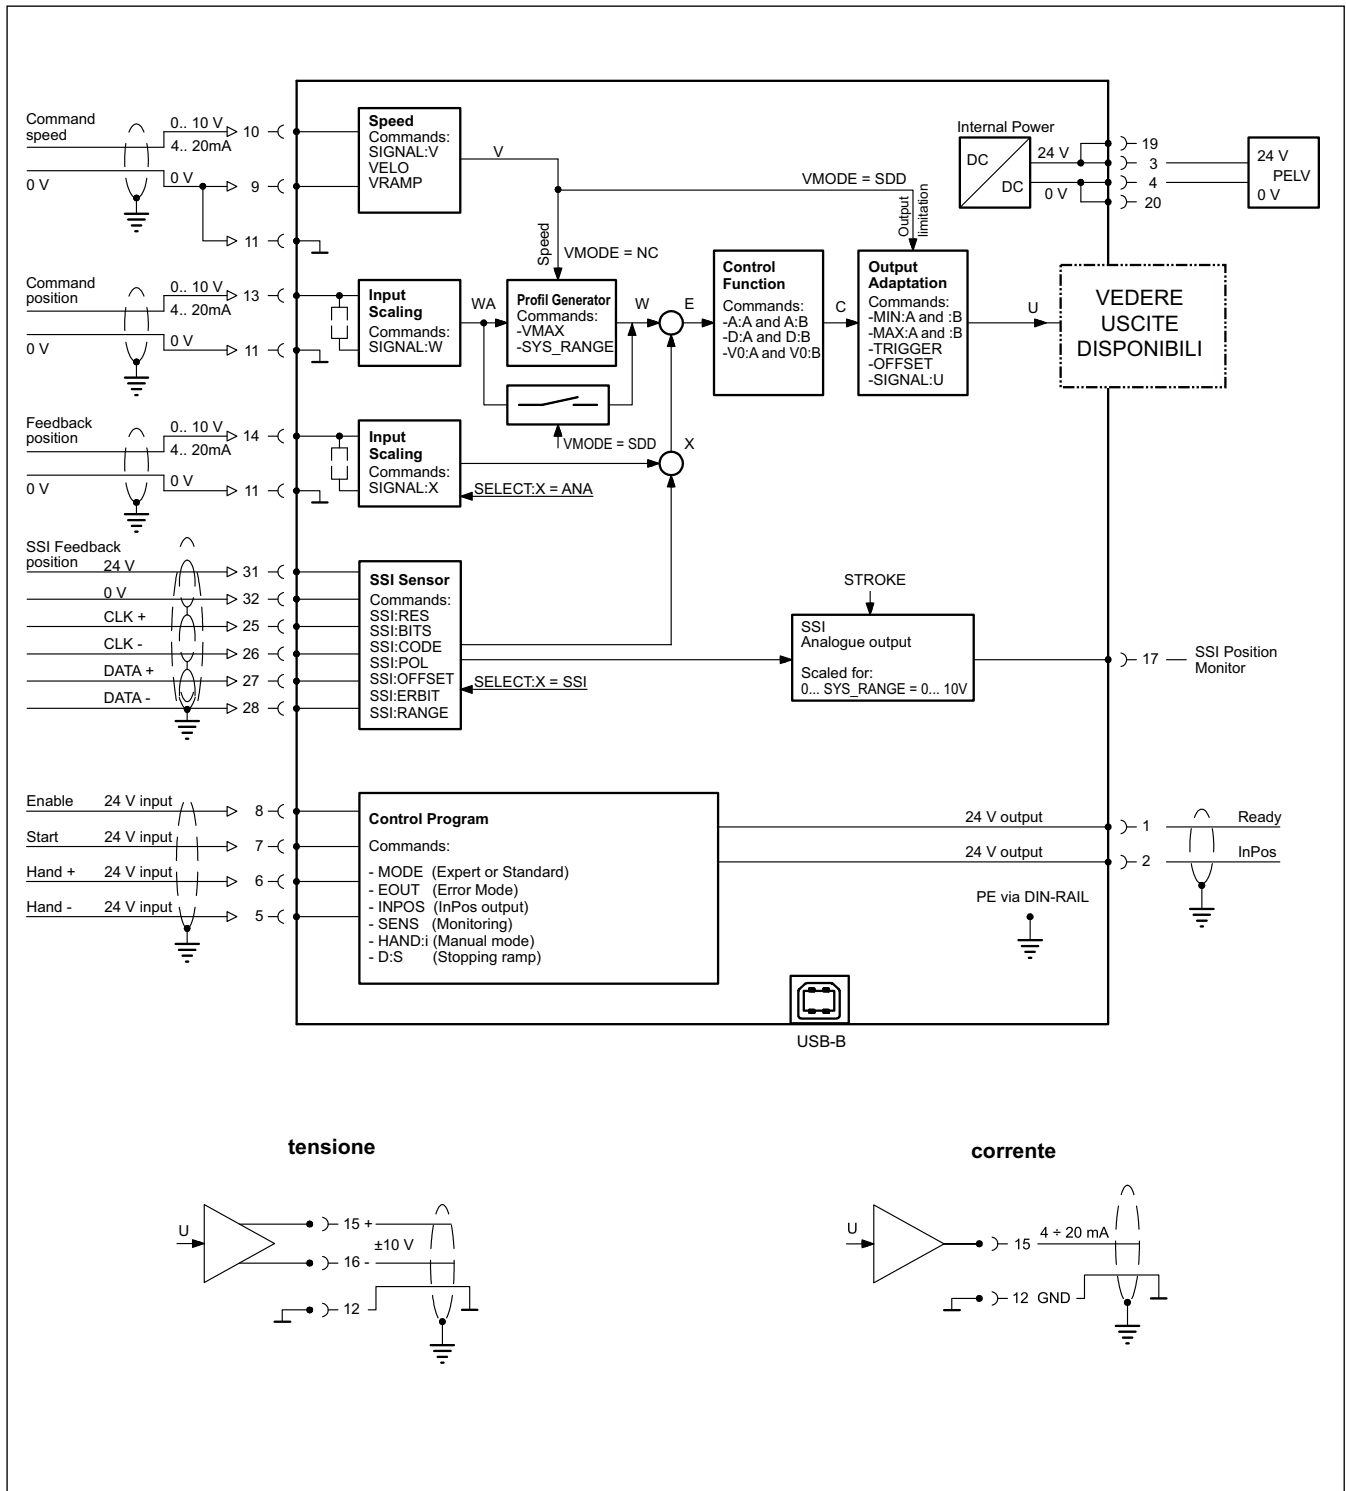 Command
speed
0.. 10 V
4.. 20mA
10
0 V
0 V
9
11
Speed
Commands:
SIGNAL:V
VELO
VRAMP
V
VMODE = SDD
Output
limitation
Speed
VMODE = NC
Internal Power
DC
DC
24 V
0 V
19
3
4
20
24 V
PELV
0 V
Command
position
0.. 10 V
4.. 20mA
13
0 V
0 V
11
Input
Scaling
Commands:
SIGNAL:W
WA
Profil Generator
Commands:
-VMAX
-SYS_RANGE
W
E
VMODE = SDD
Control
Function
Commands:
-A:A and A:B
-D:A and D:B
-V0:A and V0:B
C
Output
Adaptation
Commands:
-MIN:A and :B
-MAX:A and :B
-TRIGGER
-OFFSET
-SIGNAL:U
U
VEDERE
USCITE
DISPONIBILI
Feedback
position
0.. 10 V
4.. 20mA
14
0 V
0 V
11
Input
Scaling
Commands:
SIGNAL:X
X
SELECT:X = ANA
SSI Feedback
position
24 V
31
0 V
32
CLK +
25
CLK -
26
DATA +
27
DATA -
28
SSI Sensor
Commands:
SSI:RES
SSI:BITS
SSI:CODE
SSI:POL
SSI:OFFSET
SSI:ERBIT
SSI:RANGE
SELECT:X = SSI
STROKE
SSI
Analogue output
Scaled for:
0... SYS_RANGE = 0... 10V
17
SSI Position
Monitor
Enable
24 V input
8
Start
24 V input
7
Hand +
24 V input
6
Hand -
24 V input
5
Control Program
Commands:
- MODE (Expert or Standard)
- EOUT (Error Mode)
- INPOS (InPos output)
- SENS (Monitoring)
- HAND:i (Manual mode)
- D:S (Stopping ramp)
24 V output
1
Ready
24 V output
2
InPos
PE via DIN-RAIL
USB-B
tensione
U
15 +
±10 V
16 -
12
corrente
U
15
4 ÷ 20 mA
12 GND